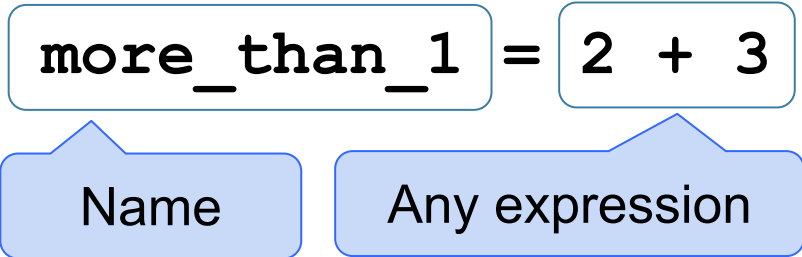 more_than_1 = 2 + 3
Name
Any expression